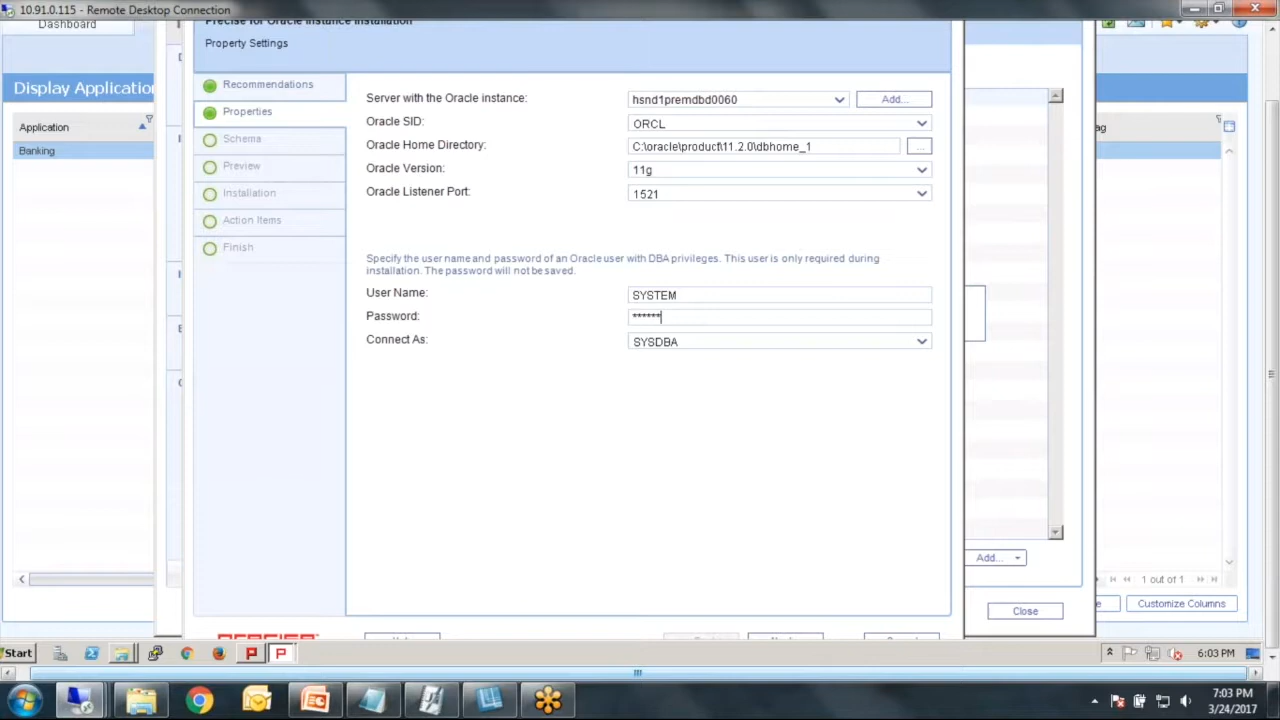 10.91.0.115 - Remote Desktop Connection
Dashboard
Precise for Oracle Instance Installation
Property Settings
Display Application
Application
Banking
Recommendations
Properties
Schema
Preview
Installation
Action Items
Finish
Server with the Oracle instance:
hsnd1premdbd0060
Add...
Oracle SID:
ORCL
Oracle Home Directory:
C:\oracle\product\11.2.0\dbhome_1
...
Oracle Version:
11g
Oracle Listener Port:
1521
Specify the user name and password of an Oracle user with DBA privileges. This user is only required during
installation. The password will not be saved.
User Name:
SYSTEM
Password:
******
Connect As:
SYSDBA
Add...
1 out of 1
Customize Columns
Close
Start
6:03 PM
7:03 PM
3/24/2017